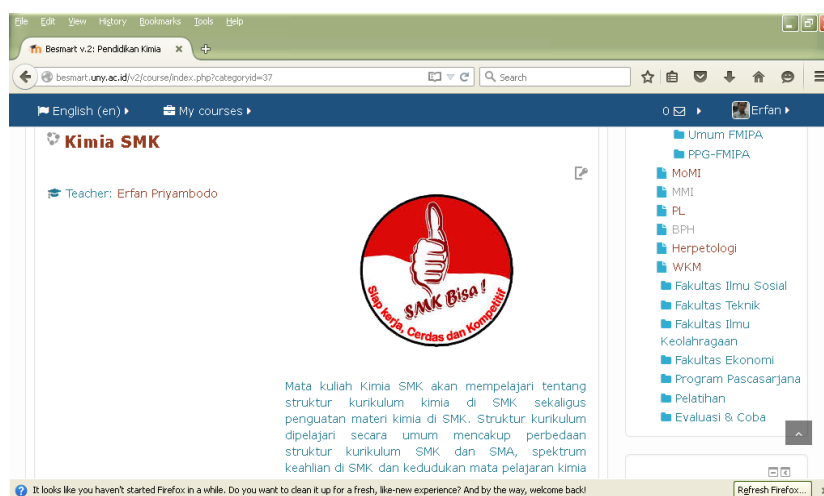 File Edit View History Bookmarks Tools Help
Besmart v.2: Pendidikan Kimia
besmart.uny.ac.id/v2/course/index.php?categoryid=37 Search
English (en) My courses 0 Erfan
Kimia SMK
Teacher: Erfan Priyambodo
SMK Bisa!
Siap kerja, Cerdas dan Kompetitif
Mata kuliah Kimia SMK akan mempelajari tentang
struktur kurikulum kimia di SMK sekaligus
penguatan materi kimia di SMK. Struktur kurikulum
dipelajari secara umum mencakup perbedaan
struktur kurikulum SMK dan SMA, spektrum
keahlian di SMK dan kedudukan mata pelajaran kimia
Umum FMIPA
PPG-FMIPA
MoMI
MMI
PL
BPH
Herpetologi
WKM
Fakultas Ilmu Sosial
Fakultas Teknik
Fakultas Ilmu
Keolahragaan
Fakultas Ekonomi
Program Pascasarjana
Pelatihan
Evaluasi & Coba
It looks like you haven't started Firefox in a while. Do you want to clean it up for a fresh, like-new experience? And by the way, welcome back! Refresh Firefox...